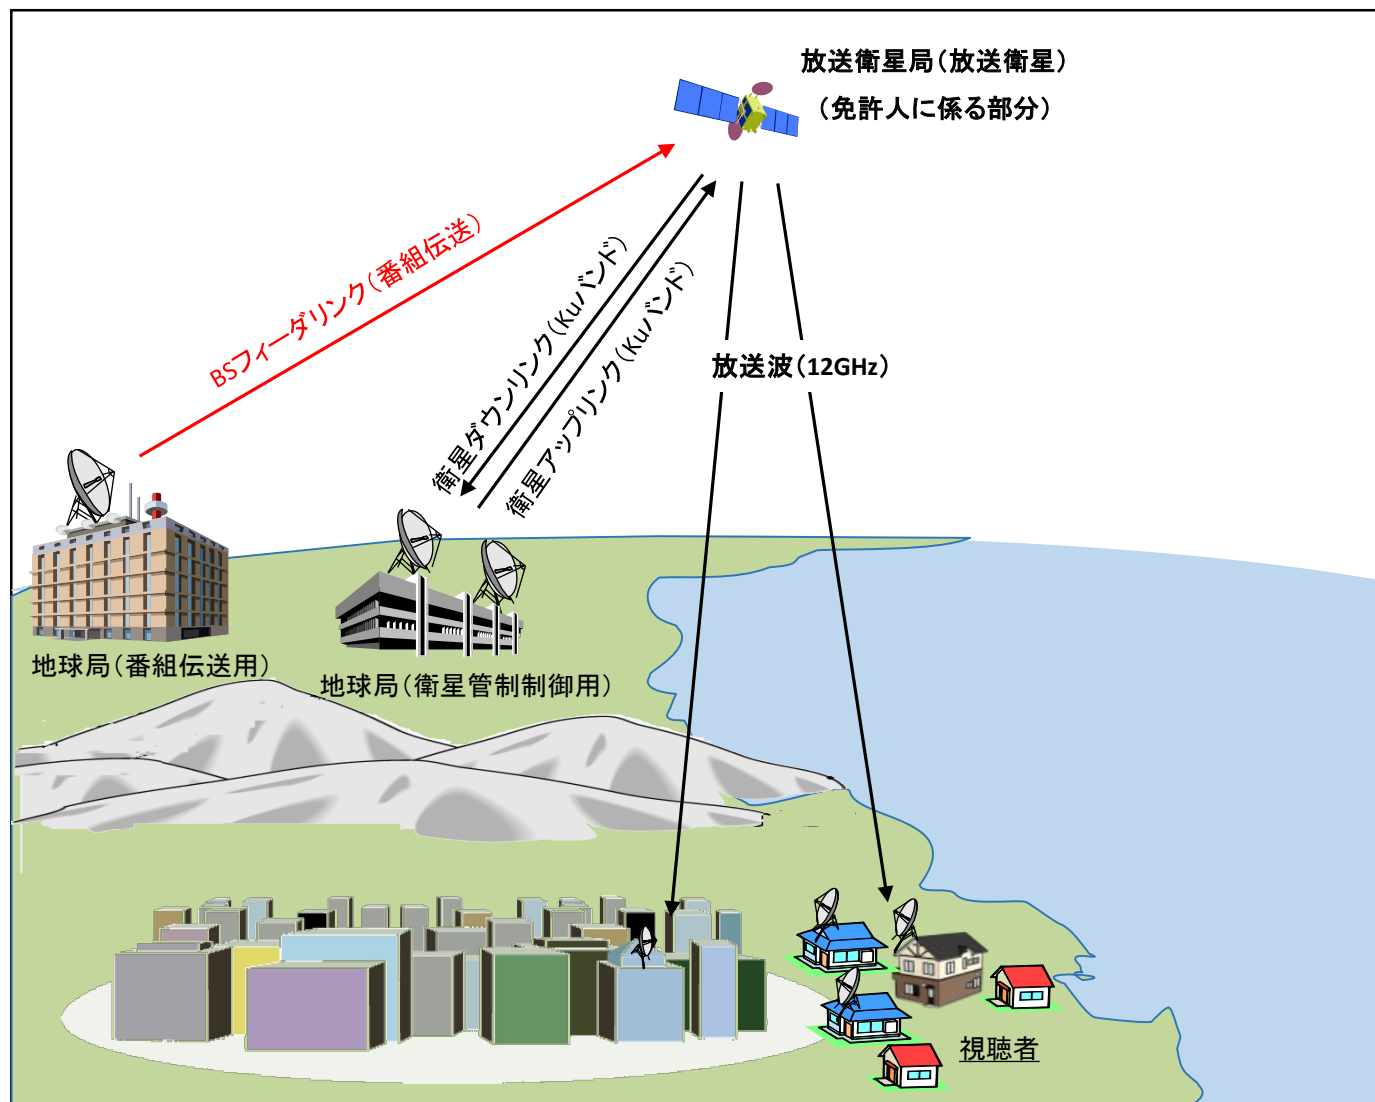 放送衛星局（放送衛星）
（免許人に係る部分）
BSフィーダリンク（番組伝送）
衛星ダウンリンク（Kuバンド）
衛星アップリンク（Kuバンド）
放送波（12GHz）
地球局（番組伝送用）
地球局（衛星管制制御用）
視聴者